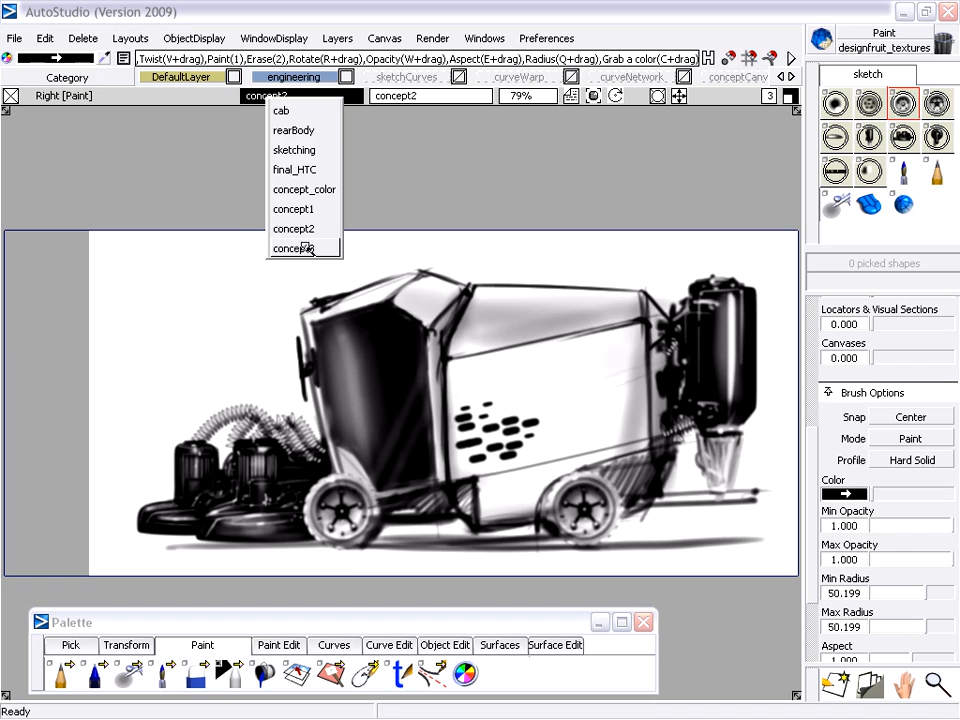 AutoStudio (Version 2009)
File Edit Delete Layouts ObjectDisplay WindowDisplay Layers Canvas Render Windows Preferences
,Twist(V+drag),Paint(1),Erase(2),Rotate(R+drag),Opacity(W+drag),Aspect(E+drag),Radius(Q+drag),Grab a color(C+drag)
Category DefaultLayer engineering sketchCurves curveWarp curveNetwork conceptCanv
Right [Paint] concept2 concept2 79% 3
cab
rearBody
sketching
final_HTC
concept_color
concept1
concept2
Paint
designfruit_textures
sketch
0 picked shapes
Locators & Visual Sections
0.000
Canvases
0.000
Brush Options
Snap Center
Mode Paint
Profile Hard Solid
Color
Min Opacity
1.000
Max Opacity
1.000
Min Radius
50.199
Max Radius
50.199
Aspect
1.000
Palette
Pick Transform Paint Paint Edit Curves Curve Edit Object Edit Surfaces Surface Edit
Ready